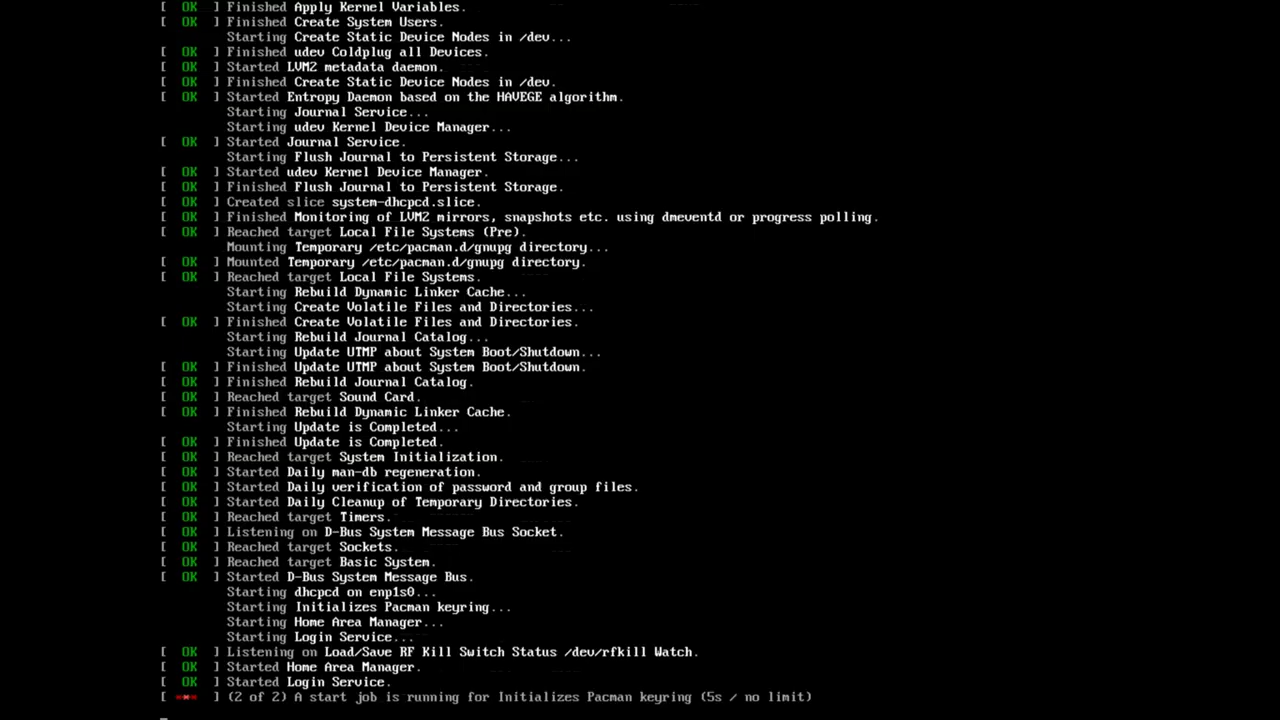 [  OK  ] Finished Apply Kernel Variables.
[  OK  ] Finished Create System Users.
Starting Create Static Device Nodes in /dev...
[  OK  ] Finished udev Coldplug all Devices.
[  OK  ] Started LVM2 metadata daemon.
[  OK  ] Finished Create Static Device Nodes in /dev.
[  OK  ] Started Entropy Daemon based on the HAVEGE algorithm.
Starting Journal Service...
Starting udev Kernel Device Manager...
[  OK  ] Started Journal Service.
Starting Flush Journal to Persistent Storage...
[  OK  ] Started udev Kernel Device Manager.
[  OK  ] Finished Flush Journal to Persistent Storage.
[  OK  ] Created slice system-dhcpcd.slice.
[  OK  ] Finished Monitoring of LVM2 mirrors, snapshots etc. using dmeventd or progress polling.
[  OK  ] Reached target Local File Systems (Pre).
Mounting Temporary /etc/pacman.d/gnupg directory...
[  OK  ] Mounted Temporary /etc/pacman.d/gnupg directory.
[  OK  ] Reached target Local File Systems.
Starting Rebuild Dynamic Linker Cache...
Starting Create Volatile Files and Directories...
[  OK  ] Finished Create Volatile Files and Directories.
Starting Rebuild Journal Catalog...
Starting Update UTMP about System Boot/Shutdown...
[  OK  ] Finished Update UTMP about System Boot/Shutdown.
[  OK  ] Finished Rebuild Journal Catalog.
[  OK  ] Reached target Sound Card.
[  OK  ] Finished Rebuild Dynamic Linker Cache.
Starting Update is Completed...
[  OK  ] Finished Update is Completed.
[  OK  ] Reached target System Initialization.
[  OK  ] Started Daily man-db regeneration.
[  OK  ] Started Daily verification of password and group files.
[  OK  ] Started Daily Cleanup of Temporary Directories.
[  OK  ] Reached target Timers.
[  OK  ] Listening on D-Bus System Message Bus Socket.
[  OK  ] Reached target Sockets.
[  OK  ] Reached target Basic System.
[  OK  ] Started D-Bus System Message Bus.
Starting dhcpcd on enp1s0...
Starting Initializes Pacman keyring...
Starting Home Area Manager...
Starting Login Service...
[  OK  ] Listening on Load/Save RF Kill Switch Status /dev/rfkill Watch.
[  OK  ] Started Home Area Manager.
[  OK  ] Started Login Service.
[ *** ] (2 of 2) A start job is running for Initializes Pacman keyring (5s / no limit)